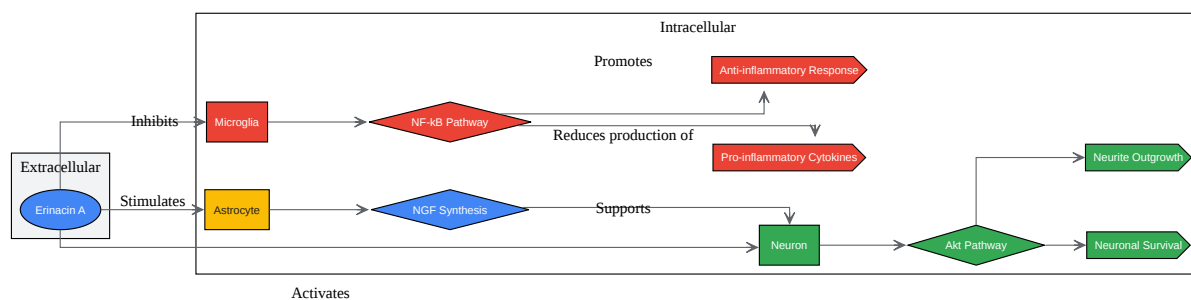 Intracellular
Promotes
Anti-inflammatory Response
Inhibits
Microglia
NF-kB Pathway
Reduces production of
Pro-inflammatory Cytokines
Neurite Outgrowth
Extracellular
Erinacin A
Stimulates
Astrocyte
NGF Synthesis
Supports
Neuron
Akt Pathway
Neuronal Survival
Activates